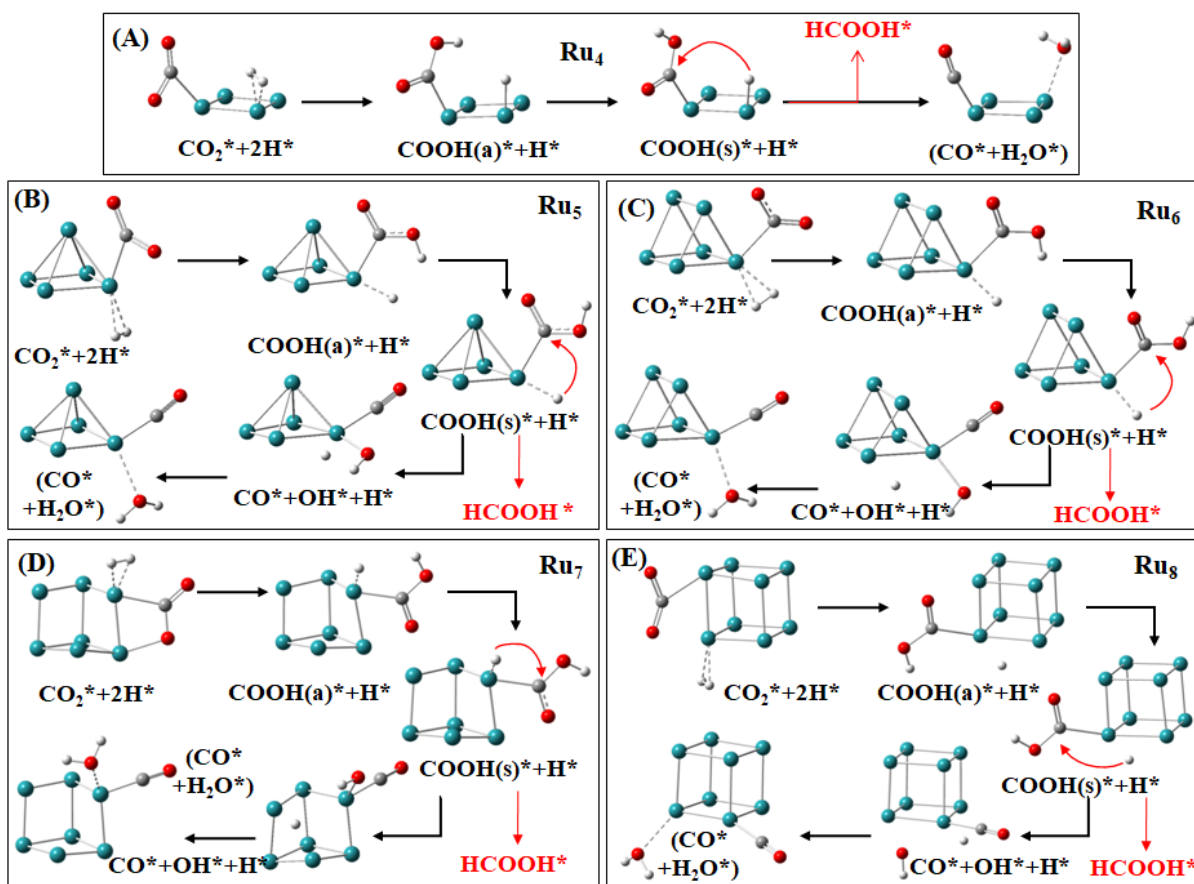 (A)
Ru4
HCOOH*
CO2*+2H*
COOH(a)*+H*
COOH(s)*+H*
(CO*+H2O*)
(B)
Ru5
CO2*+2H*
COOH(a)*+H*
COOH(s)*+H*
(CO*
+H2O*)
CO*+OH*+H*
HCOOH*
(C)
Ru6
CO2*+2H*
COOH(a)*+H*
COOH(s)*+H*
(CO*
+H2O*)
CO*+OH*+H*
HCOOH*
(D)
Ru7
CO2*+2H*
COOH(a)*+H*
(CO*
+H2O*)
COOH(s)*+H*
CO*+OH*+H*
HCOOH*
(E)
Ru8
CO2*+2H*
COOH(a)*+H*
COOH(s)*+H*
(CO*
+H2O*)
CO*+OH*+H*
HCOOH*